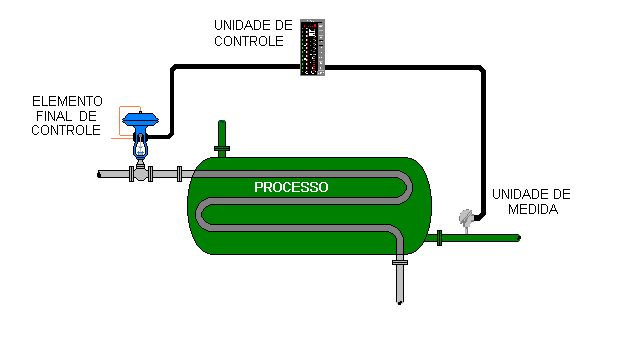 UNIDADE DE
CONTROLE
ELEMENTO
FINAL DE
CONTROLE
PROCESSO
UNIDADE DE
MEDIDA